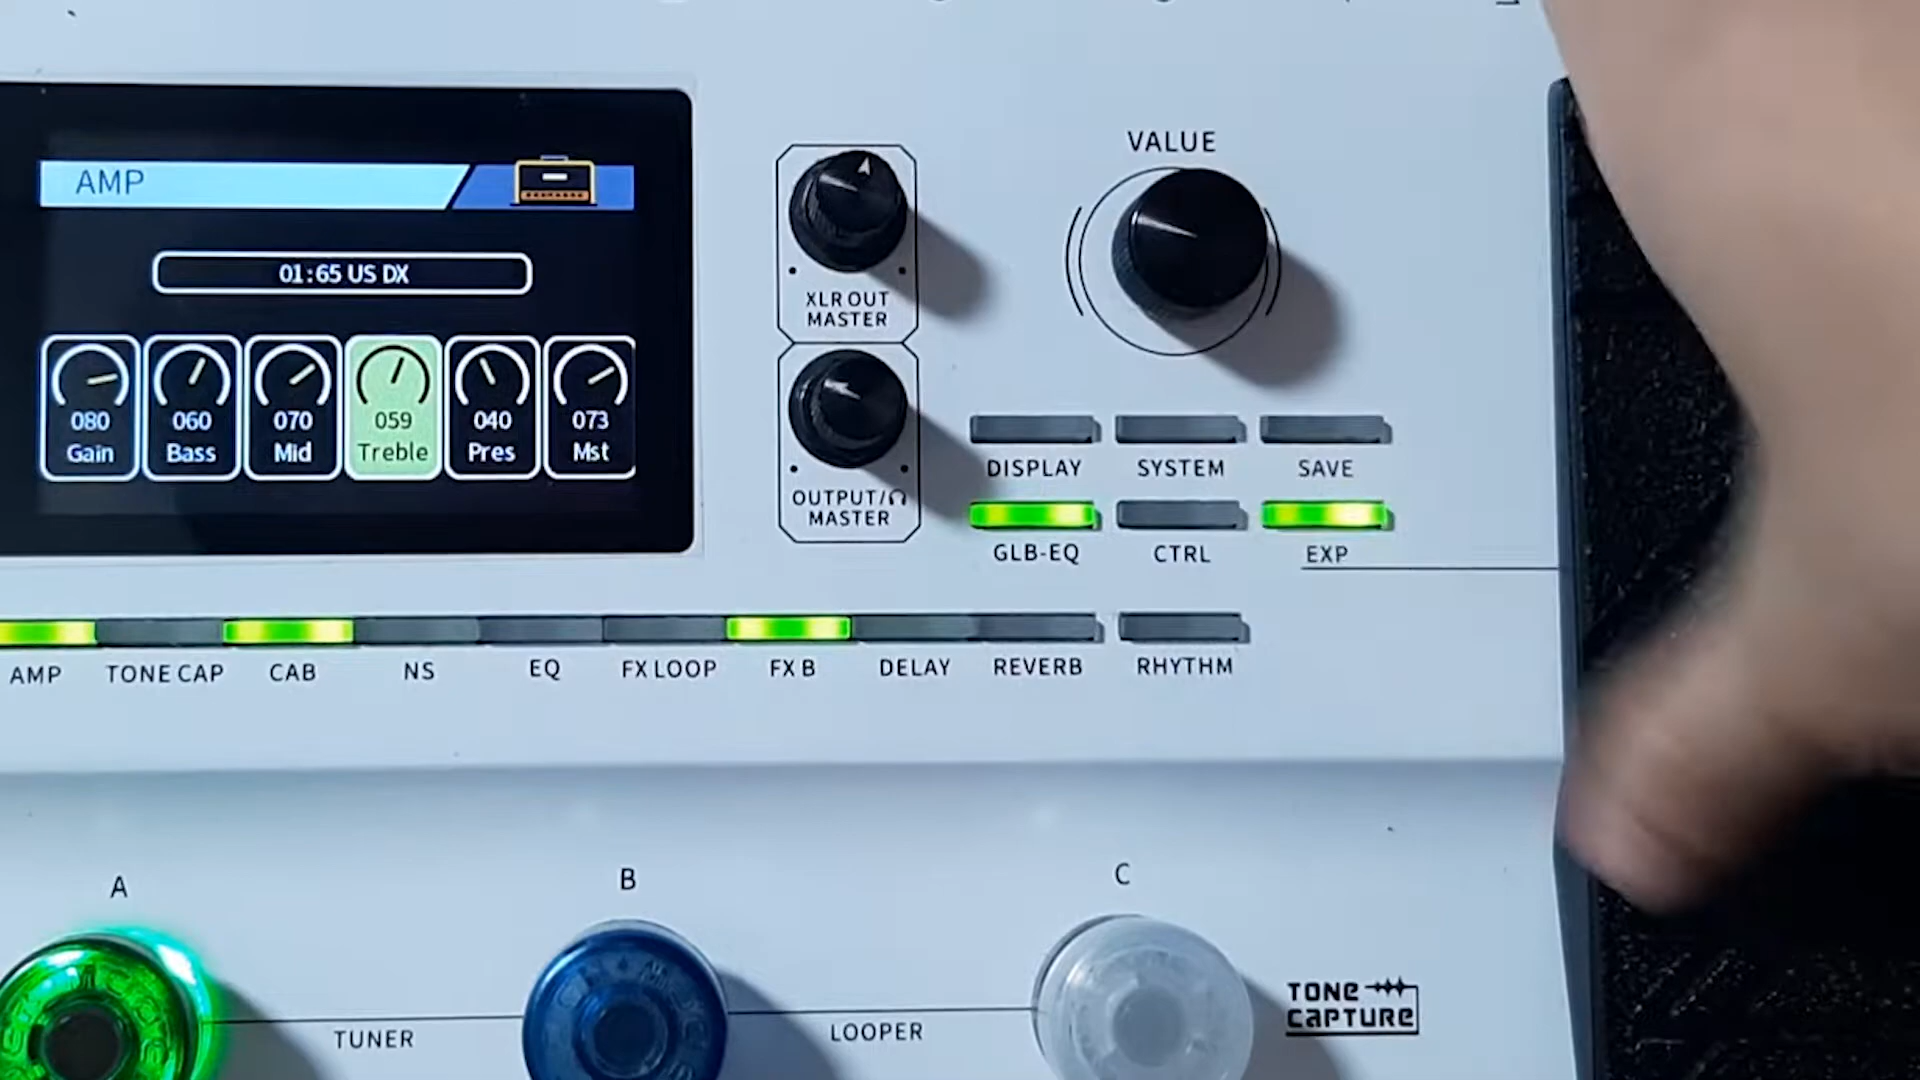 AMP
01:65 US DX
080 060 070 059 040 073
Gain Bass Mid Treble Pres Mst
XLR OUT
MASTER
OUTPUT/
MASTER
VALUE
DISPLAY SYSTEM SAVE
GLB-EQ CTRL EXP
AMP TONE CAP CAB NS EQ FX LOOP FX B DELAY REVERB RHYTHM
A B C
TUNER LOOPER
TONE
CAPTURE